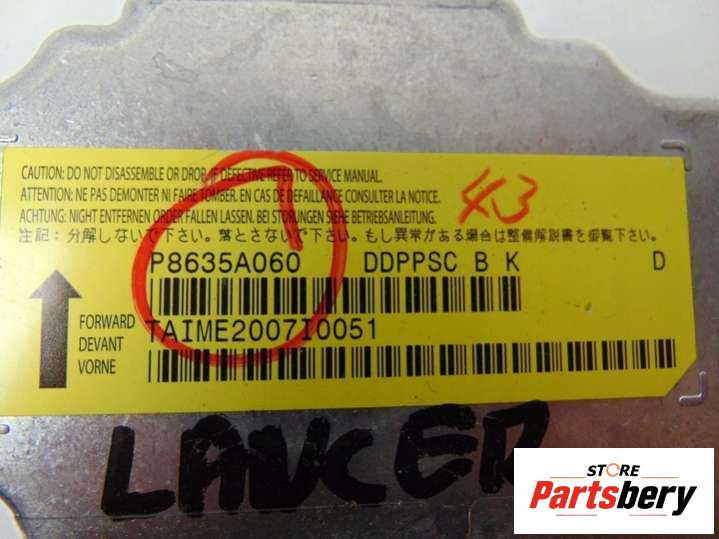 CAUTION: DO NOT DISASSEMBLE OR DROP. IF DEFECTIVE REFER TO SERVICE MANUAL.
ATTENTION: NE PAS DEMONTER NI FAIRE TOMBER. EN CAS DE DEFAILLANCE CONSULTER LA NOTICE.
ACHTUNG: NIGHT ENTFERNEN ORDER FALLEN LASSEN. BEI STORUNGEN SIEHE BETRIEBSANLEITUNG.
43
注記:分解しないで下さい。落とさないで下さい。もし異常がある場合は整備解説書を御覧下さい。
P8635A060 DDPPSC B K D
TAIME2007I0051
FORWARD
DEVANT
VORNE
LANCER
STORE
Partsbery